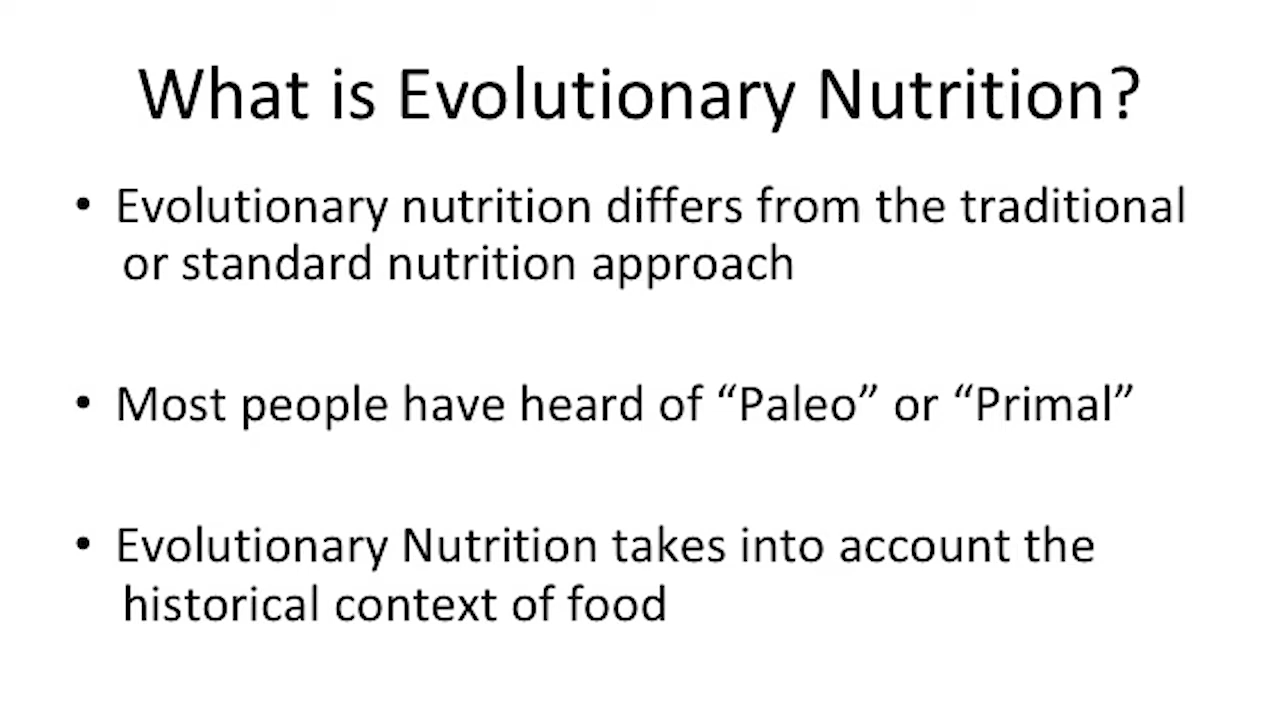 What is Evolutionary Nutrition?
• Evolutionary nutrition differs from the traditional
or standard nutrition approach
• Most people have heard of “Paleo” or “Primal”
• Evolutionary Nutrition takes into account the
historical context of food